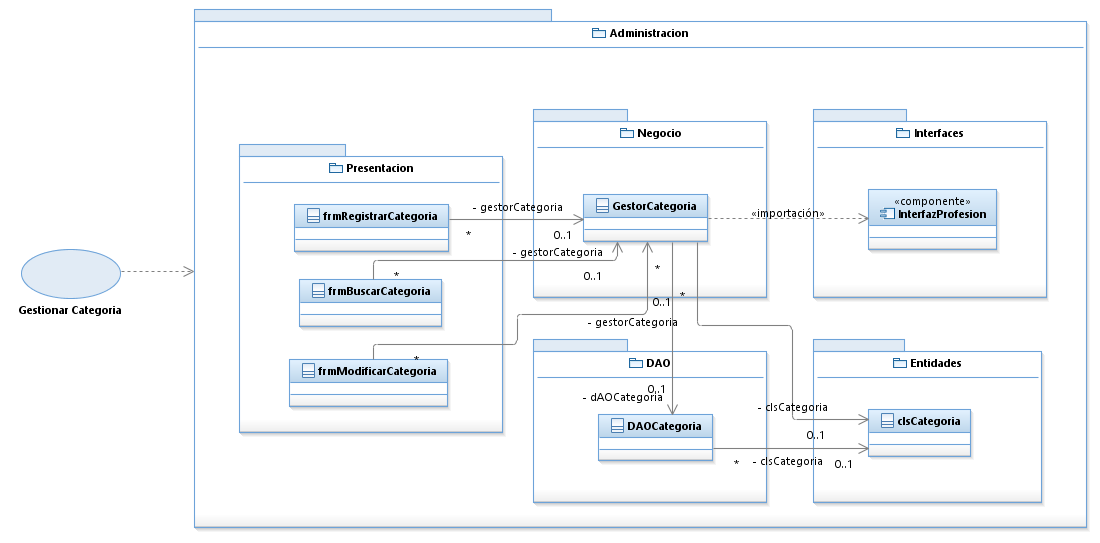 Administracion
Negocio
Interfaces
Presentacion
«componente»
InterfazProfesion
GestorCategoria
- gestorCategoria
«importación»
frmRegistrarCategoria
*
0..1
- gestorCategoria
*
*
0..1
frmBuscarCategoria
Gestionar Categoria
*
0..1
- gestorCategoria
*
frmModificarCategoria
DAO
Entidades
0..1
- dAOCategoria
- clsCategoria
DAOCategoria
clsCategoria
0..1
*
- clsCategoria
0..1